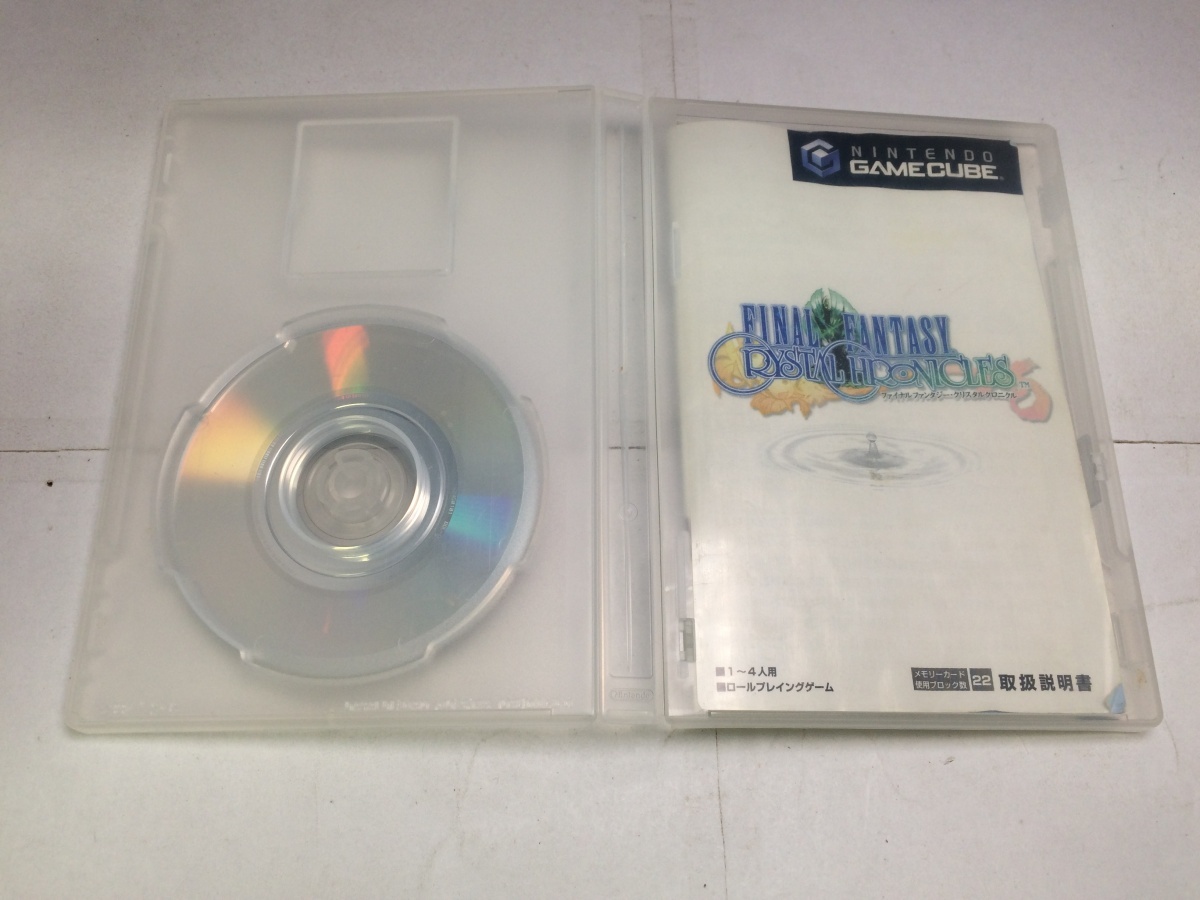 NINTENDO
GAMECUBE
FINAL FANTASY
CRYSTAL CHRONICLES
TM
ファイナルファンタジー・クリスタルクロニクル
■1~4人用
■ロールプレイングゲーム
メモリーカード
使用ブロック数
22
取扱説明書